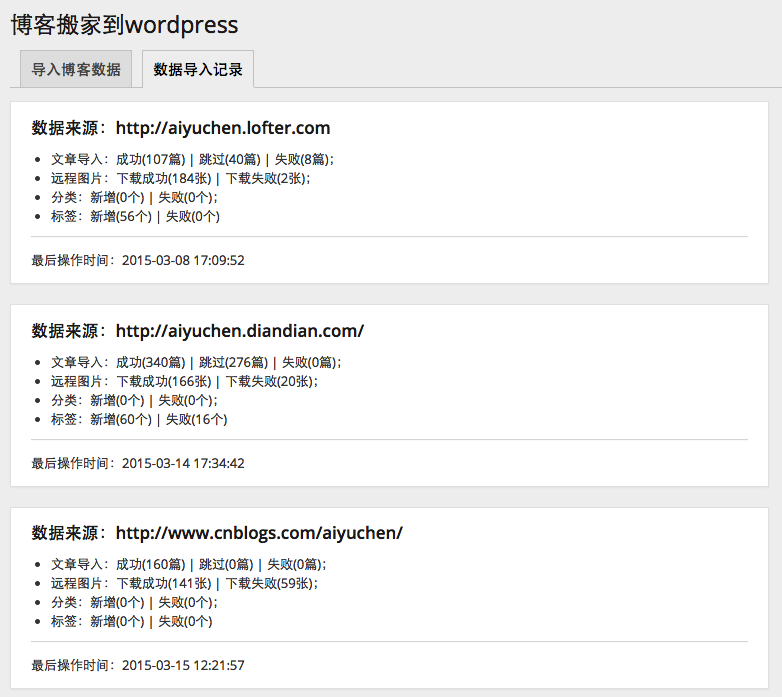 博客搬家到wordpress
导入博客数据 数据导入记录
数据来源：http://aiyuchen.lofter.com
文章导入：成功(107篇) | 跳过(40篇) | 失败(8篇);
远程图片：下载成功(184张) | 下载失败(2张);
分类：新增(0个) | 失败(0个);
标签：新增(56个) | 失败(0个)
最后操作时间：2015-03-08 17:09:52
数据来源：http://aiyuchen.diandian.com/
文章导入：成功(340篇) | 跳过(276篇) | 失败(0篇);
远程图片：下载成功(166张) | 下载失败(20张);
分类：新增(0个) | 失败(0个);
标签：新增(60个) | 失败(16个)
最后操作时间：2015-03-14 17:34:42
数据来源：http://www.cnblogs.com/aiyuchen/
文章导入：成功(160篇) | 跳过(0篇) | 失败(0篇);
远程图片：下载成功(141张) | 下载失败(59张);
分类：新增(0个) | 失败(0个);
标签：新增(0个) | 失败(0个)
最后操作时间：2015-03-15 12:21:57